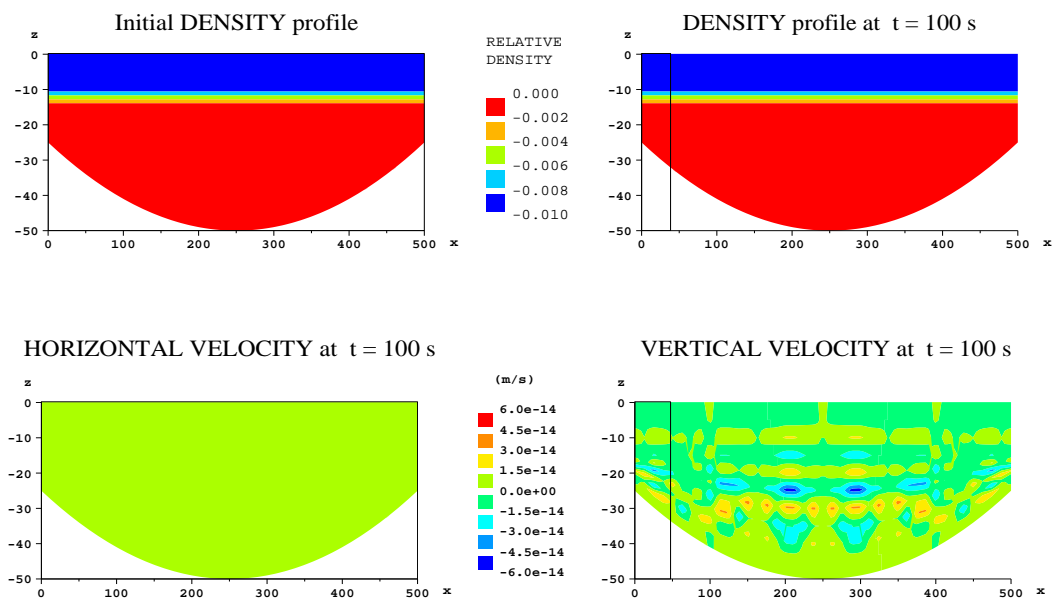 Initial DENSITY profile
DENSITY profile at t = 100 s
z
0
-10
-20
-30
-40
-50
0
100
200
300
400
500
x
RELATIVE
DENSITY
0.000
-0.002
-0.004
-0.006
-0.008
-0.010
z
0
-10
-20
-30
-40
-50
0
100
200
300
400
500
x
HORIZONTAL VELOCITY at t = 100 s
VERTICAL VELOCITY at t = 100 s
z
0
-10
-20
-30
-40
-50
0
100
200
300
400
500
x
(m/s)
6.0e-14
4.5e-14
3.0e-14
1.5e-14
0.0e+00
-1.5e-14
-3.0e-14
-4.5e-14
-6.0e-14
z
0
-10
-20
-30
-40
-50
0
100
200
300
400
500
x